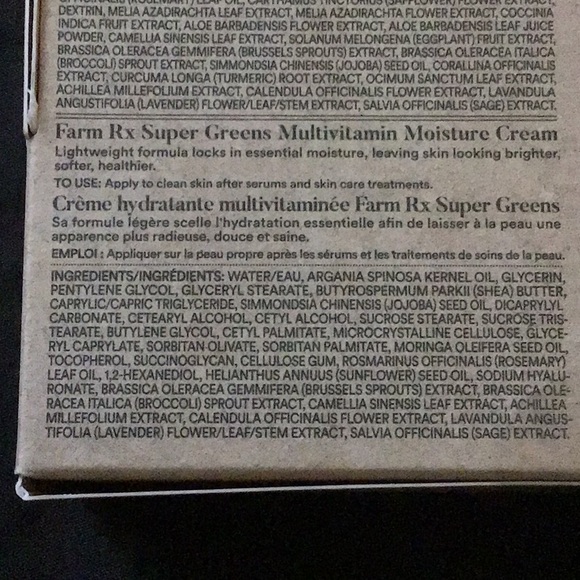 (ROSEMARY) LEAF OIL, CARTHAMUS TINCTORIUS (SAFFLOWER) FLOWER EXTRACT,
DEXTRIN, MELIA AZADIRACHTA LEAF EXTRACT, MELIA AZADIRACHTA FLOWER EXTRACT, COCCINIA
INDICA FRUIT EXTRACT, ALOE BARBADENSIS FLOWER EXTRACT, ALOE BARBADENSIS LEAF JUICE
POWDER, CAMELLIA SINENSIS LEAF EXTRACT, SOLANUM MELONGENA (EGGPLANT) FRUIT EXTRACT,
BRASSICA OLERACEA GEMMIFERA (BRUSSELS SPROUTS) EXTRACT, BRASSICA OLERACEA ITALICA
(BROCCOLI) SPROUT EXTRACT, SIMMONDSIA CHINENSIS (JOJOBA) SEED OIL, CORALLINA OFFICINALIS
EXTRACT, CURCUMA LONGA (TURMERIC) ROOT EXTRACT, OCIMUM SANCTUM LEAF EXTRACT,
ACHILLEA MILLEFOLIUM EXTRACT, CALENDULA OFFICINALIS FLOWER EXTRACT, LAVANDULA
ANGUSTIFOLIA (LAVENDER) FLOWER/LEAF/STEM EXTRACT, SALVIA OFFICINALIS (SAGE) EXTRACT.
Farm Rx Super Greens Multivitamin Moisture Cream
Lightweight formula locks in essential moisture, leaving skin looking brighter,
softer, healthier.
TO USE: Apply to clean skin after serums and skin care treatments.
Crème hydratante multivitaminée Farm Rx Super Greens
Sa formule légère scelle l'hydratation essentielle afin de laisser à la peau une
apparence plus radieuse, douce et saine.
EMPLOI : Appliquer sur la peau propre après les sérums et les traitements de soins de la peau.
INGREDIENTS/INGRÉDIENTS: WATER/EAU, ARGANIA SPINOSA KERNEL OIL, GLYCERIN,
PENTYLENE GLYCOL, GLYCERYL STEARATE, BUTYROSPERMUM PARKII (SHEA) BUTTER,
CAPRYLIC/CAPRIC TRIGLYCERIDE, SIMMONDSIA CHINENSIS (JOJOBA) SEED OIL, DICAPRYLYL
CARBONATE, CETEARYL ALCOHOL, CETYL ALCOHOL, SUCROSE STEARATE, SUCROSE TRIS-
TEARATE, BUTYLENE GLYCOL, CETYL PALMITATE, MICROCRYSTALLINE CELLULOSE, GLYCE-
RYL CAPRYLATE, SORBITAN OLIVATE, SORBITAN PALMITATE, MORINGA OLEIFERA SEED OIL,
TOCOPHEROL, SUCCINOGLYCAN, CELLULOSE GUM, ROSMARINUS OFFICINALIS (ROSEMARY)
LEAF OIL, 1,2-HEXANEDIOL, HELIANTHUS ANNUUS (SUNFLOWER) SEED OIL, SODIUM HYALU-
RONATE, BRASSICA OLERACEA GEMMIFERA (BRUSSELS SPROUTS) EXTRACT, BRASSICA OLE-
RACEA ITALICA (BROCCOLI) SPROUT EXTRACT, CAMELLIA SINENSIS LEAF EXTRACT, ACHILLEA
MILLEFOLIUM EXTRACT, CALENDULA OFFICINALIS FLOWER EXTRACT, LAVANDULA ANGUS-
TIFOLIA (LAVENDER) FLOWER/LEAF/STEM EXTRACT, SALVIA OFFICINALIS (SAGE) EXTRACT.